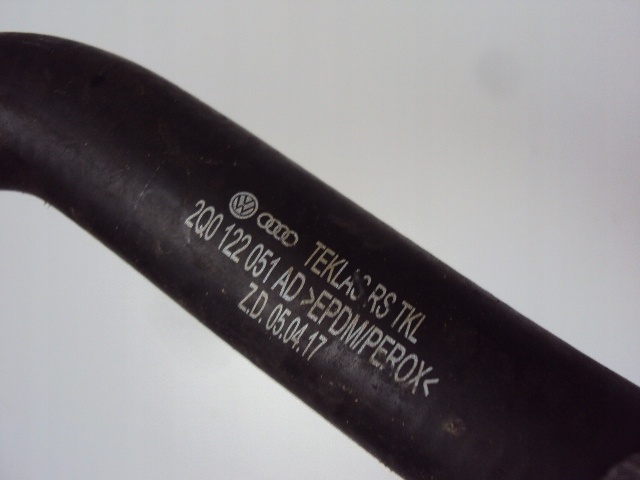 TEKLAS RS TKL
2Q0 122 051 AD >EPDM/PEROX<
Z.D. 05.04.17